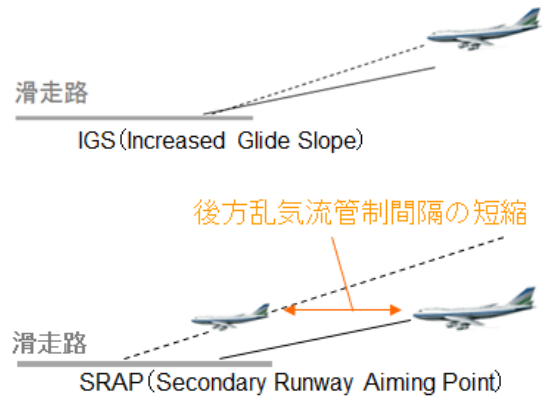 滑走路
IGS(Increased Glide Slope)
後方乱気流管制間隔の短縮
滑走路
SRAP(Secondary Runway Aiming Point)